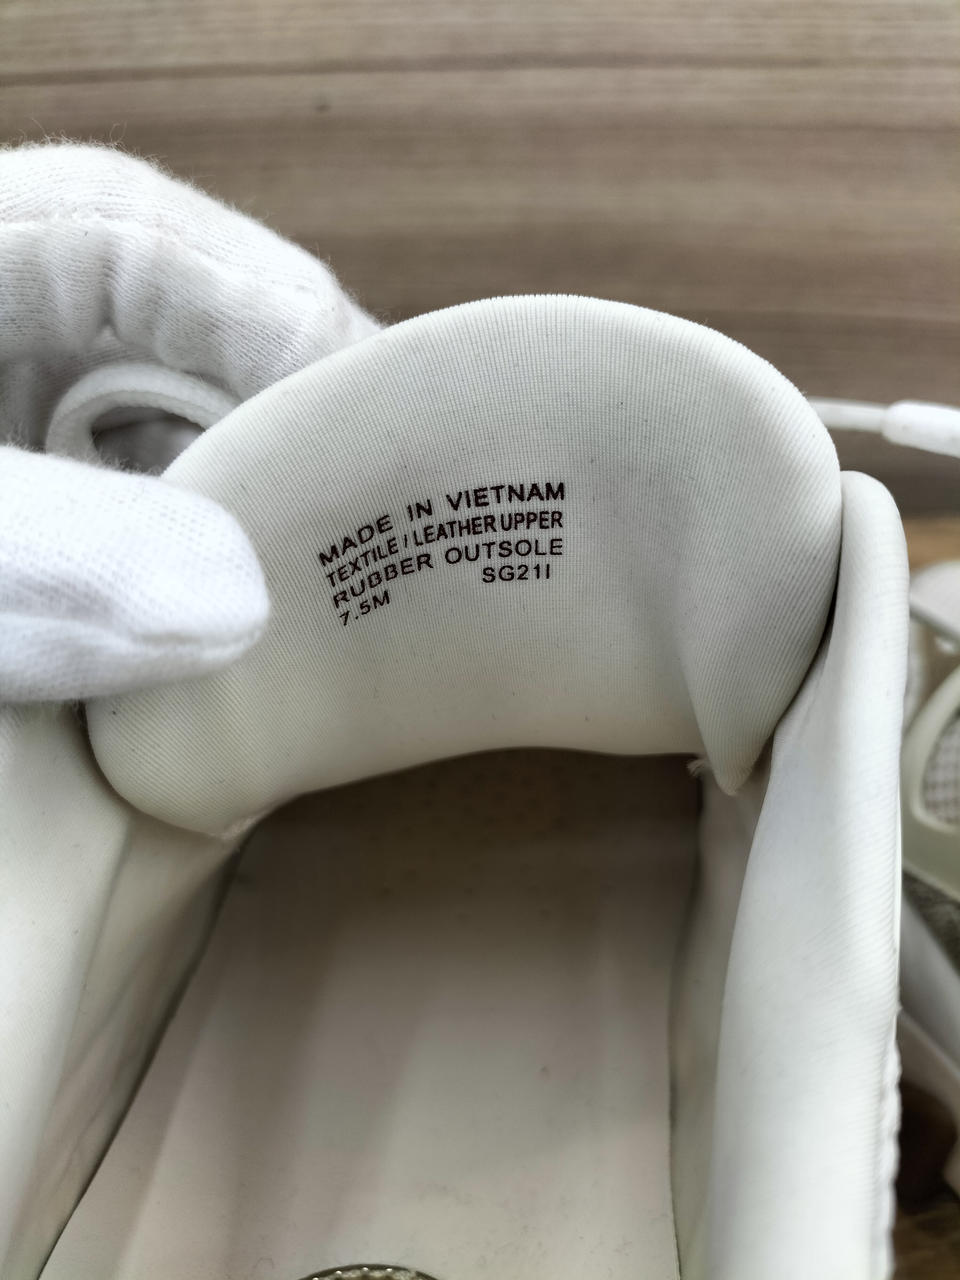 MADE IN VIETNAM
TEXTILE / LEATHER UPPER
RUBBER OUTSOLE
7.5M SG21I